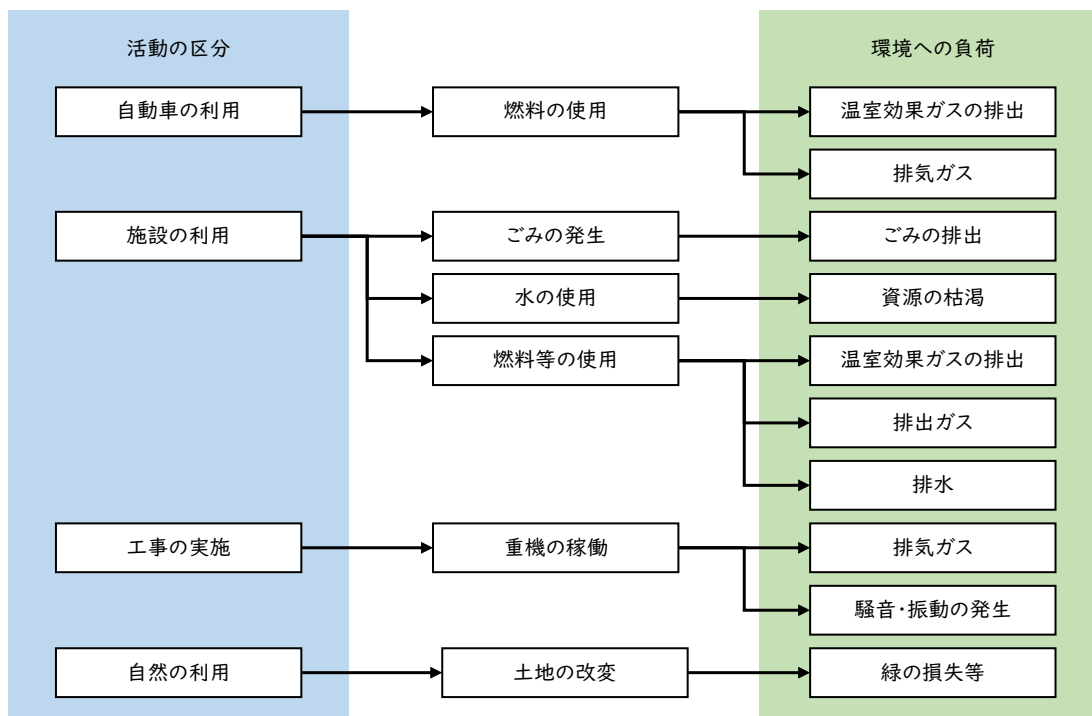 活動の区分
環境への負荷
自動車の利用
燃料の使用
温室効果ガスの排出
排気ガス
施設の利用
ごみの発生
ごみの排出
水の使用
資源の枯渇
燃料等の使用
温室効果ガスの排出
排出ガス
排水
工事の実施
重機の稼働
排気ガス
騒音・振動の発生
自然の利用
土地の改変
緑の損失等